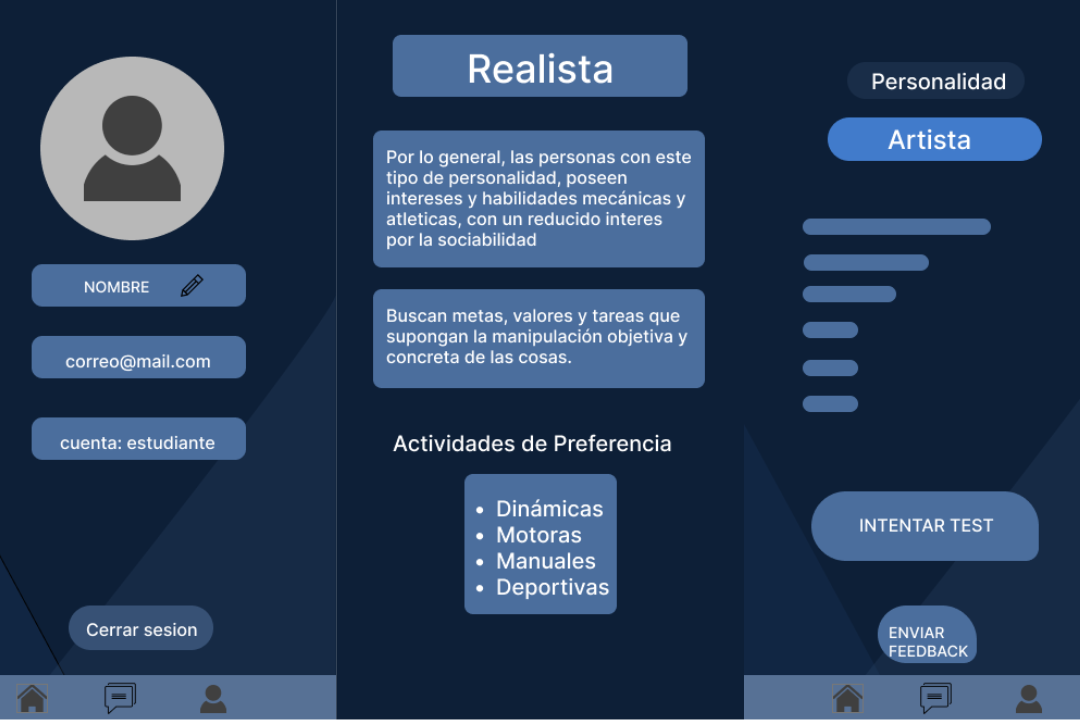 NOMBRE
correo@mail.com
cuenta: estudiante
Cerrar sesion
Realista
Por lo general, las personas con este
tipo de personalidad, poseen
intereses y habilidades mecánicas y
atleticas, con un reducido interes
por la sociabilidad
Buscan metas, valores y tareas que
supongan la manipulación objetiva y
concreta de las cosas.
Actividades de Preferencia
• Dinámicas
• Motoras
• Manuales
• Deportivas
Personalidad
Artista
INTENTAR TEST
ENVIAR
FEEDBACK